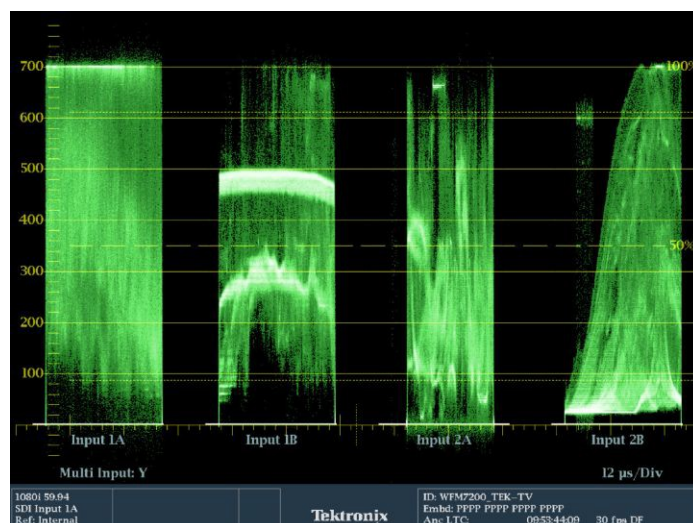 700
100%
600
500
400
50%
300
200
100
Input 1A Input 1B Input 2A Input 2B
Multi Input: Y 12 µs/Div
1080i 59.94
SDI Input 1A
Ref: Internal
Tektronix
ID: WFM7200_TEK-TV
Embd: PPPP PPPP PPPP PPPP
Anc LTC: 09:53:44:09 30 fps DF